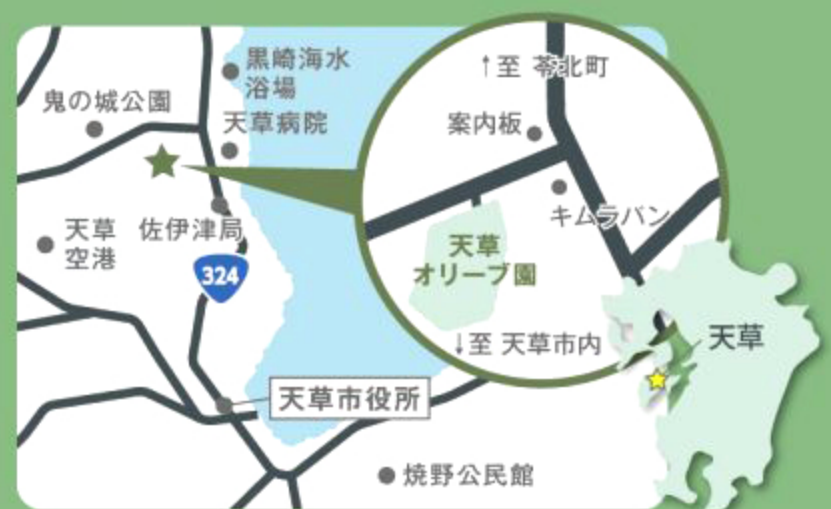 黒崎海水
浴場
鬼の城公園
天草病院
天草
空港
佐伊津局
324
天草市役所
焼野公民館
↑至 苓北町
案内板
キムラバン
天草
オリーブ園
↓至 天草市内
天草